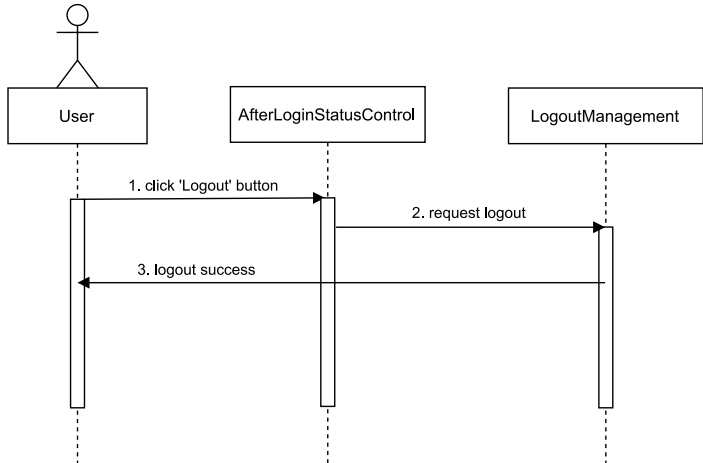 User
AfterLoginStatusControl
LogoutManagement
1. click 'Logout' button
2. request logout
3. logout success